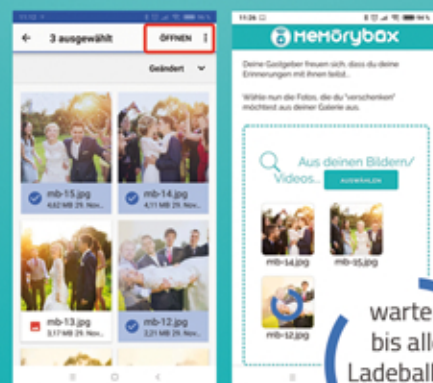 3 ausgewählt
ÖFFNEN
Geändert
mb-15.jpg
4,62 MB 29. Nov..
mb-14.jpg
4,11 MB 29. Nov..
mb-13.jpg
3,17 MB 29. Nov..
mb-12.jpg
2,21 MB 29. Nov..
11:26
memorybox
Deine Gastgeber freuen sich, dass du deine
Erinnerungen mit ihnen teilst..
Wähle nun die Fotos, die du "verschenken"
möchtest aus deiner Galerie aus.
Aus deinen Bildern/
Videos... AUSWÄHLEN
mb-14.jpg
mb-15.jpg
mb-12.jpg
warte
bis alle
Ladeball